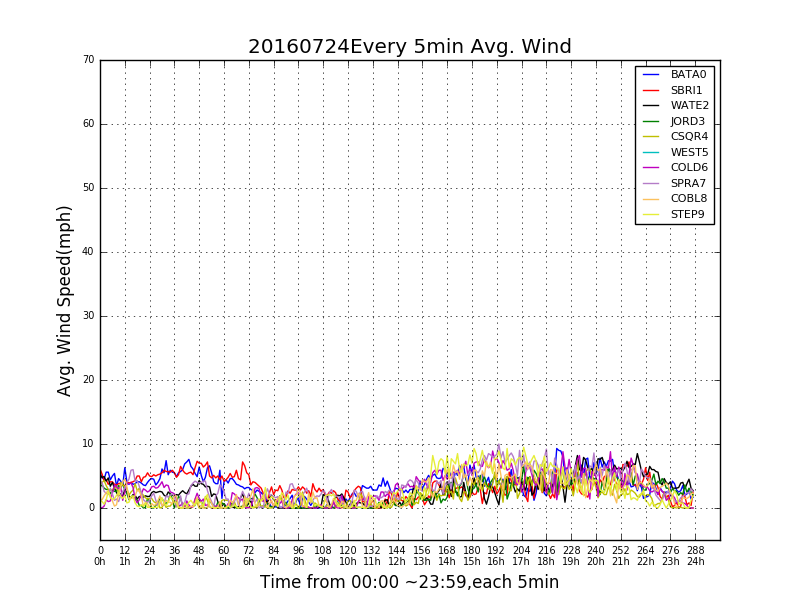 20160724Every 5min Avg. Wind
70
60
50
40
30
20
10
0
Avg. Wind Speed(mph)
BATA0
SBRI1
WATE2
JORD3
CSQR4
WEST5
COLD6
SPRA7
COBL8
STEP9
0 12 24 36 48 60 72 84 96 108 120 132 144 156 168 180 192 204 216 228 240 252 264 276 288
0h 1h 2h 3h 4h 5h 6h 7h 8h 9h 10h 11h 12h 13h 14h 15h 16h 17h 18h 19h 20h 21h 22h 23h 24h
Time from 00:00 ~23:59,each 5min